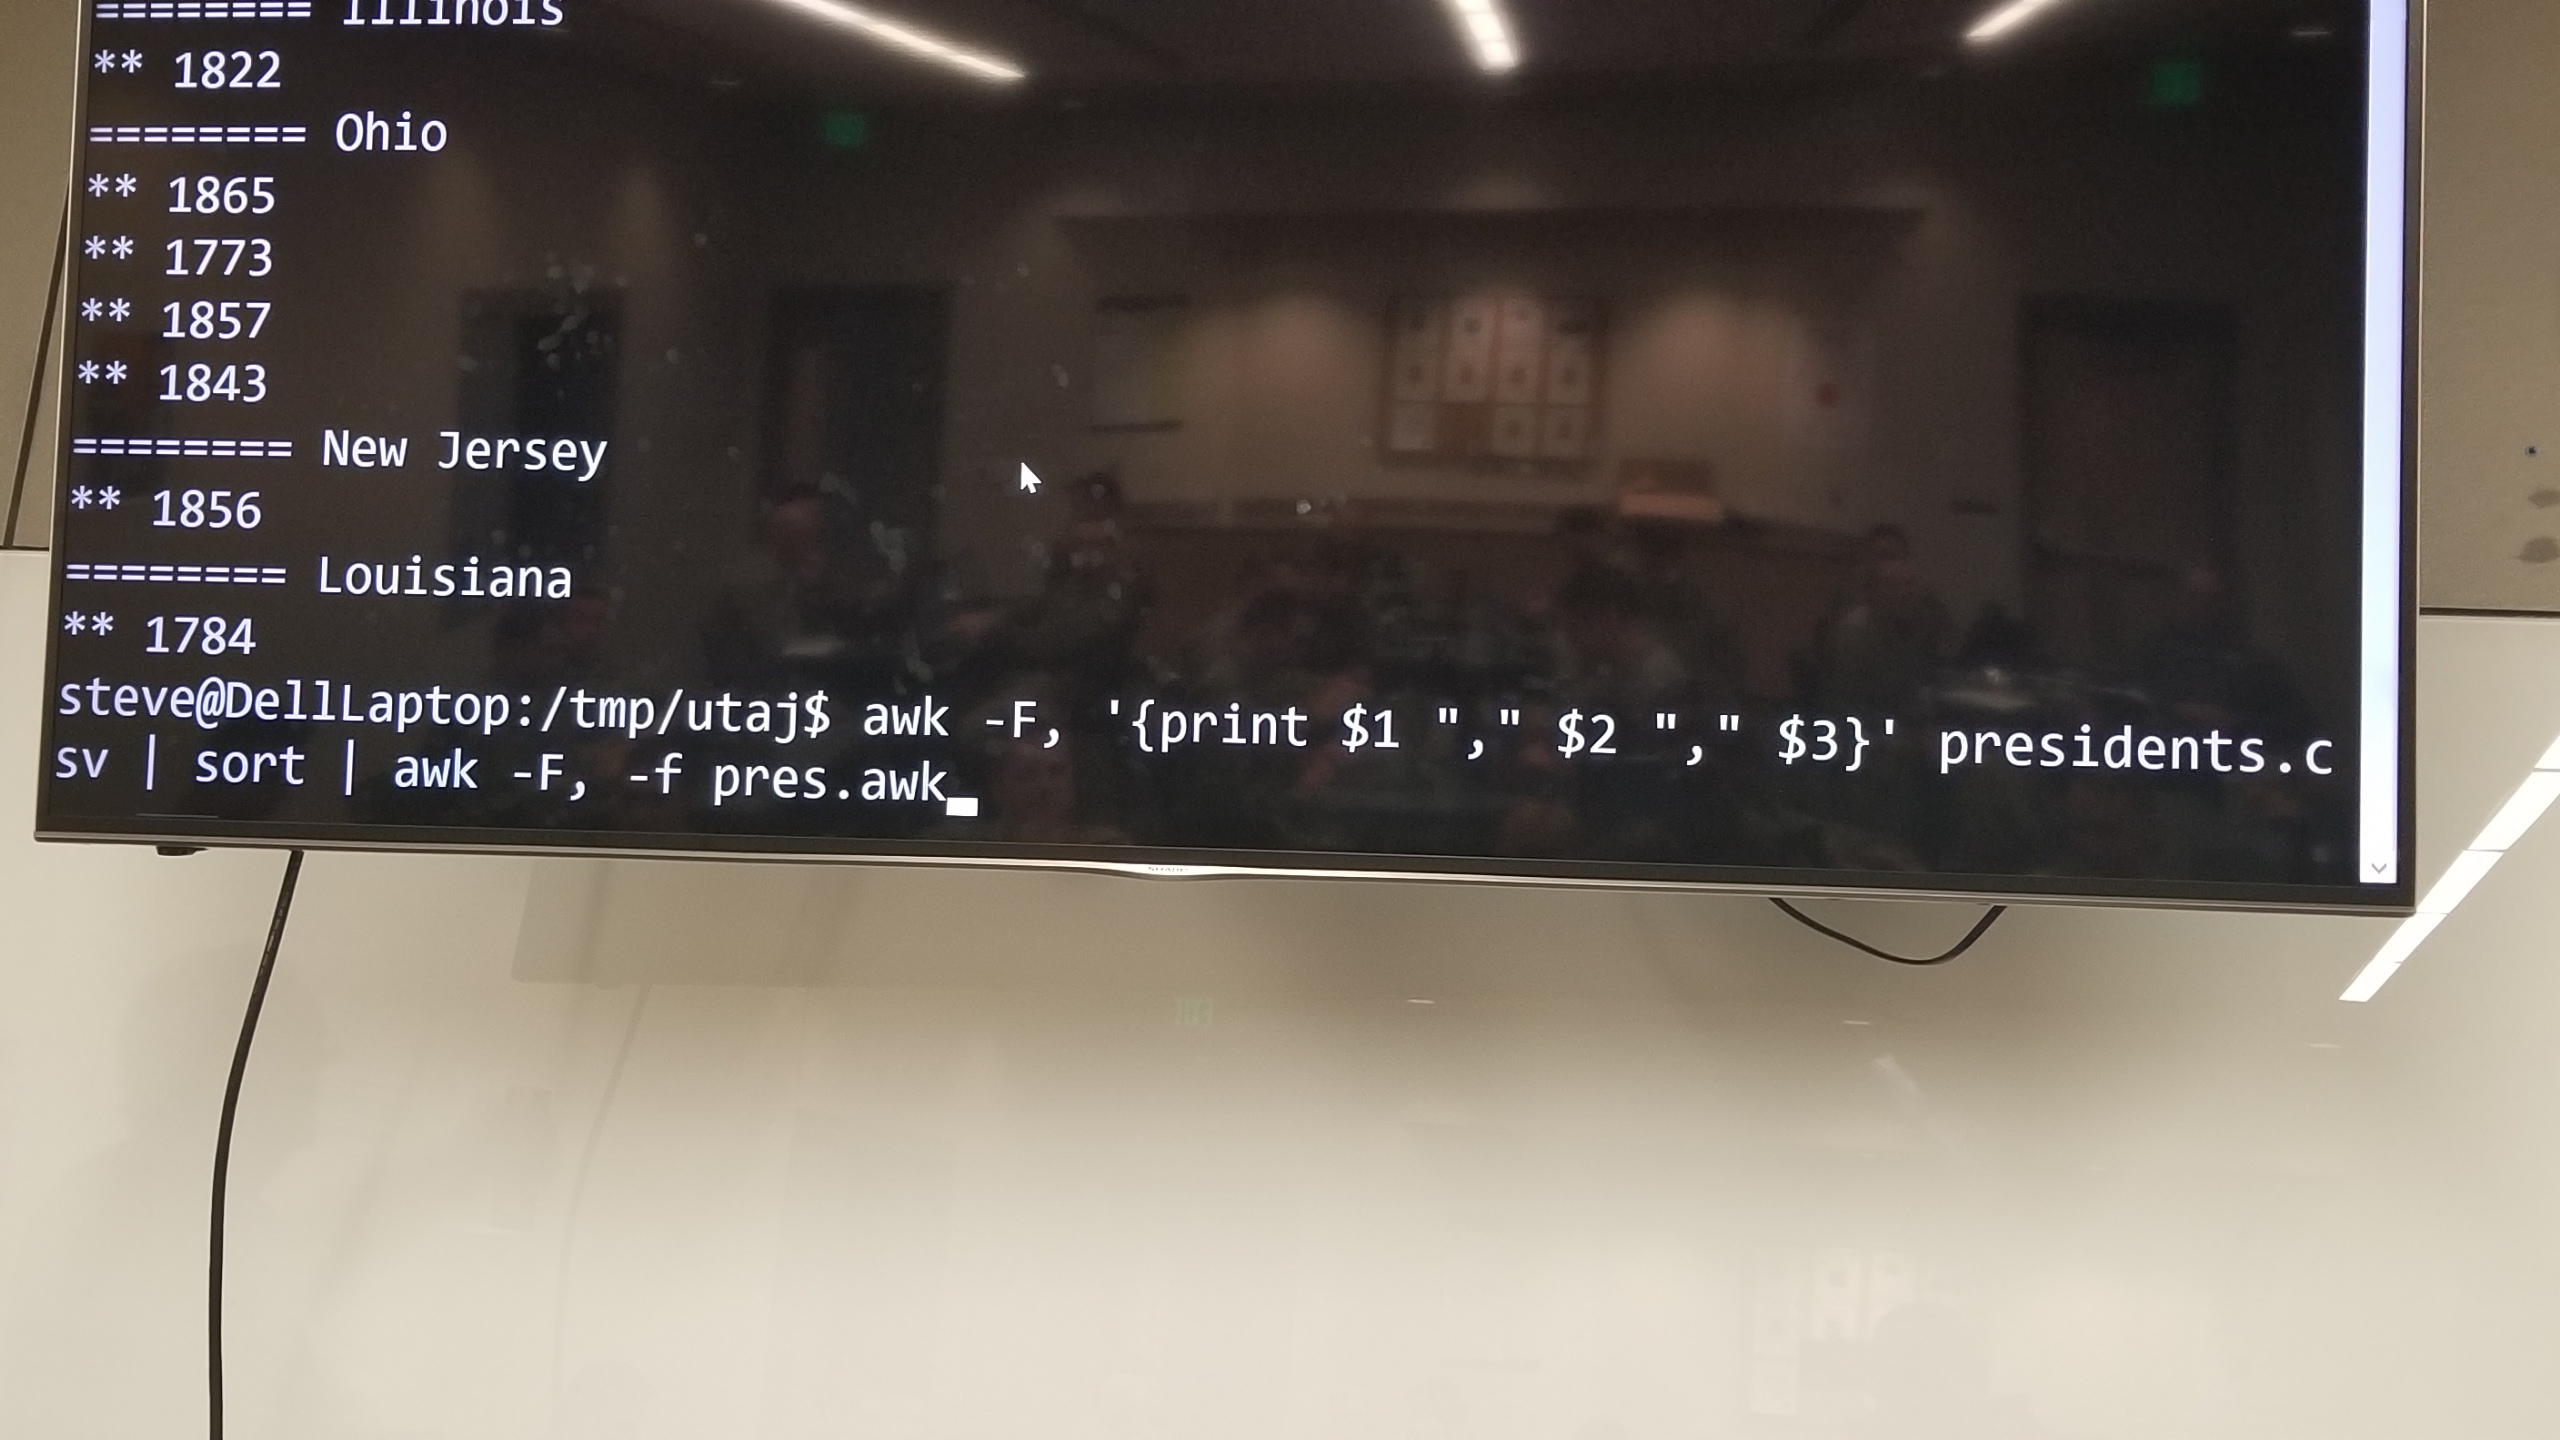 ======== Illinois
** 1822
======== Ohio
** 1865
** 1773
** 1857
** 1843
======== New Jersey
** 1856
======== Louisiana
** 1784
steve@DellLaptop:/tmp/utaj$ awk -F, '{print $1 "," $2 "," $3}' presidents.c
sv | sort | awk -F, -f pres.awk
SHARP